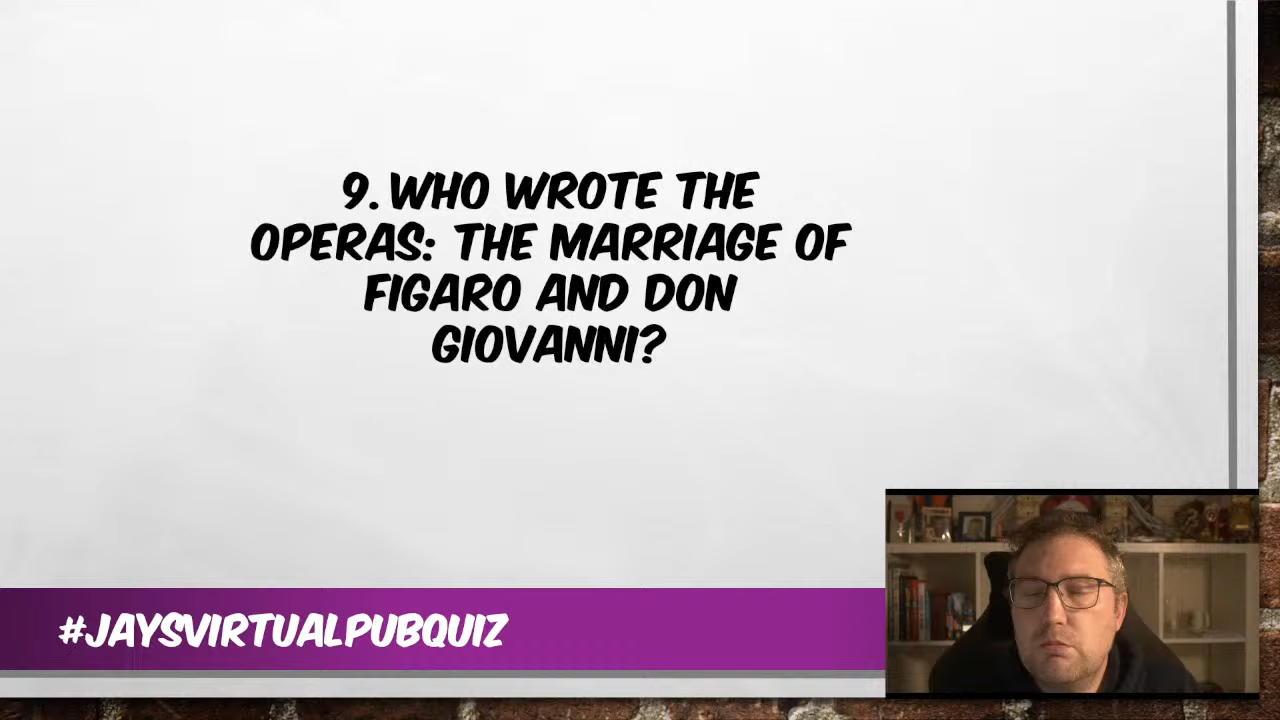 9. WHO WROTE THE
OPERAS: THE MARRIAGE OF
FIGARO AND DON
GIOVANNI?
#JAYSVIRTUALPUBQUIZ